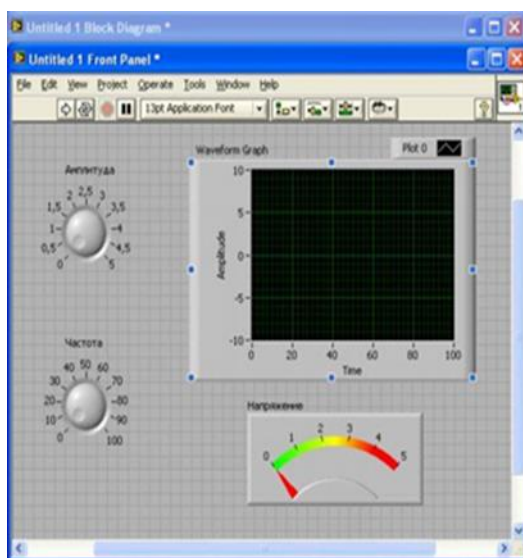 Untitled 1 Block Diagram *
Untitled 1 Front Panel *
File Edit View Project Operate Tools Window Help
13pt Application Font
Амплитуда
0 0,5 1 1,5 2 2,5 3 3,5 4 4,5 5
Waveform Graph
Plot 0
Amplitude
10
5
0
-5
-10
0 20 40 60 80 100
Time
Частота
0 10 20 30 40 50 60 70 80 90 100
Напряжение
0 1 2 3 4 5